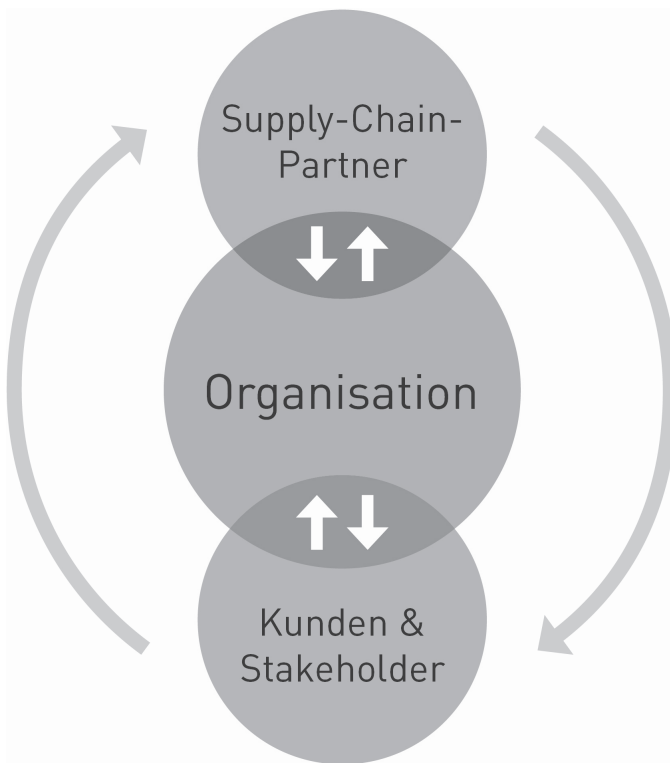 Supply-Chain-
Partner
Organisation
Kunden &
Stakeholder